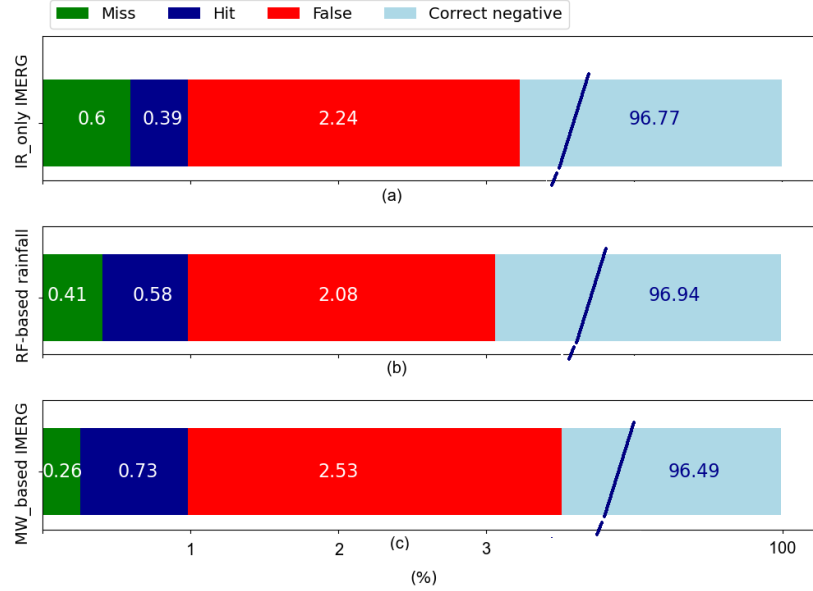 Miss Hit False Correct negative
IR_only IMERG
0.6 0.39 2.24 96.77
(a)
RF-based rainfall
0.41 0.58 2.08 96.94
(b)
MW_based IMERG
0.26 0.73 2.53 96.49
(c)
1 2 3 100
(%)